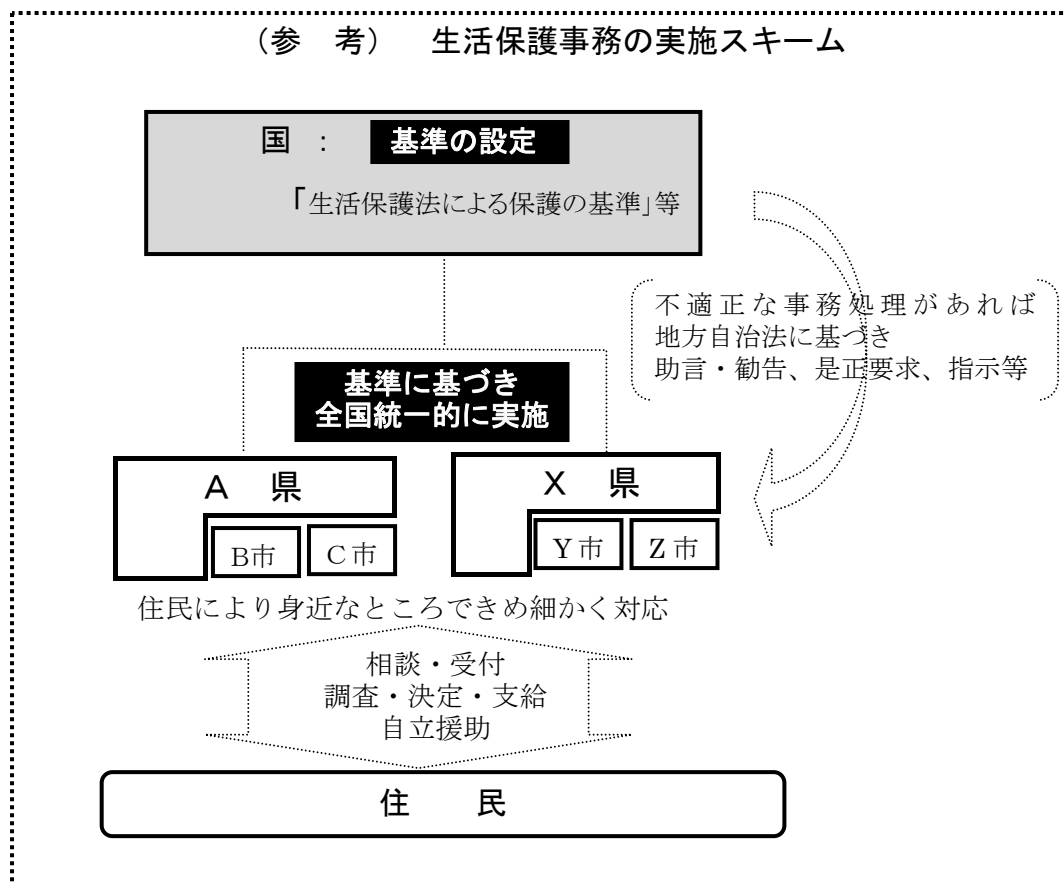 (参 考) 生活保護事務の実施スキーム
国 : 基準の設定
「生活保護法による保護の基準」等
不適正な事務処理があれば
地方自治法に基づき
助言・勧告、是正要求、指示等
基準に基づき
全国統一的に実施
A 県
X 県
B市
C市
Y市
Z市
住民により身近なところできめ細かく対応
相談・受付
調査・決定・支給
自立援助
住 民